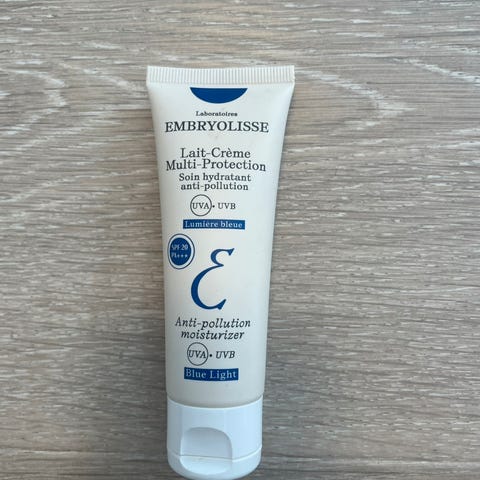 Laboratoires
EMBRYOLISSE
Lait-Crème
Multi-Protection
Soin hydratant
anti-pollution
UVA • UVB
Lumière bleue
SPF 20
PA+++
ε
Anti-pollution
moisturizer
UVA • UVB
Blue Light